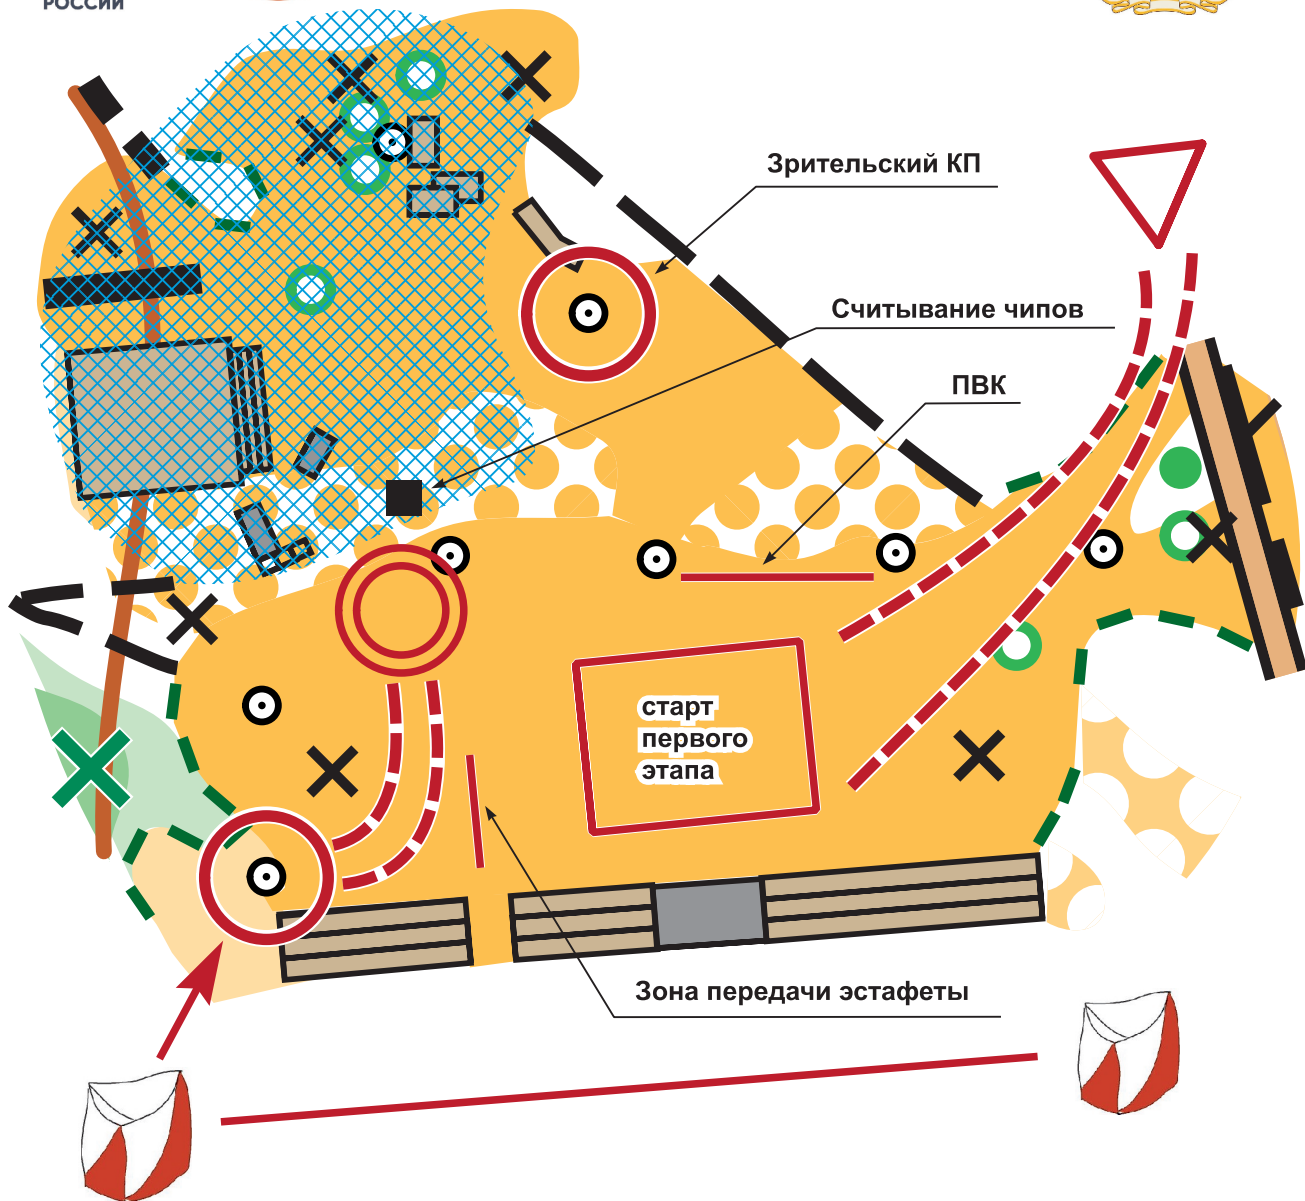 РОССИИ
Зрительский КП
Считывание чипов
ПВК
старт
первого
этапа
Зона передачи эстафеты